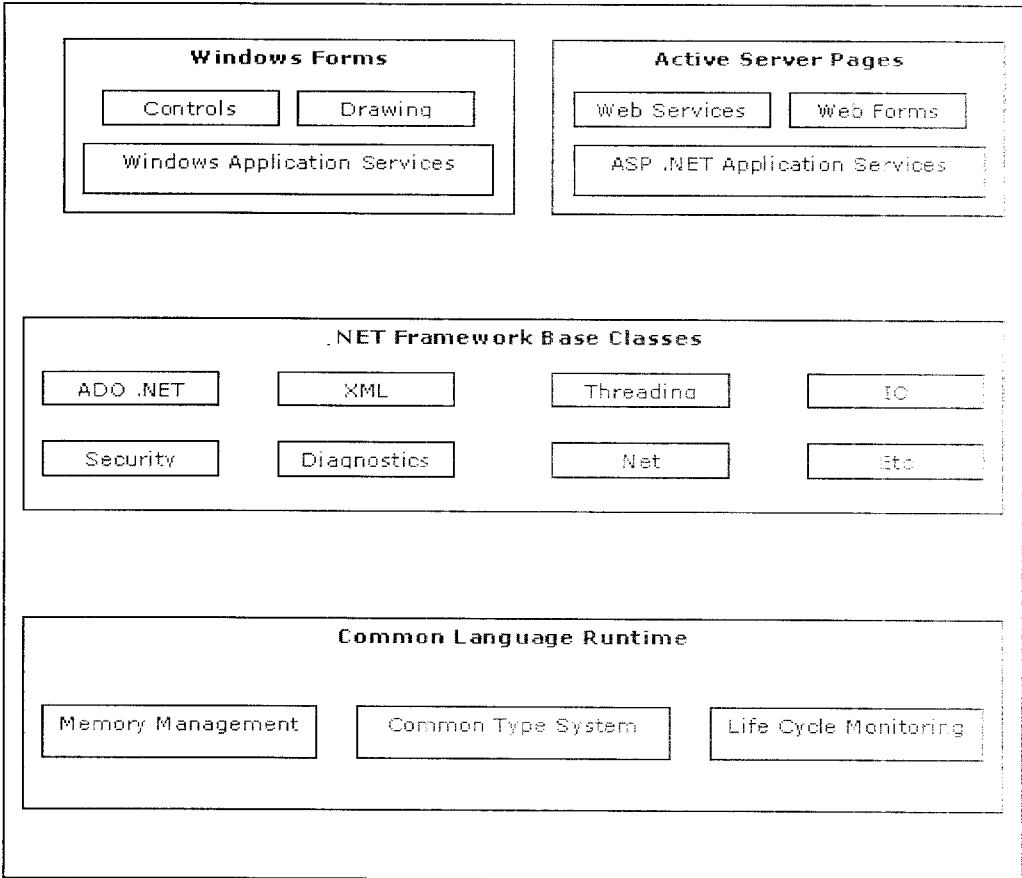 Windows Forms
Controls
Drawing
Windows Application Services
Active Server Pages
Web Services
Web Forms
ASP .NET Application Services
.NET Framework Base Classes
ADO .NET
XML
Threading
IO
Security
Diagnostics
Net
Etc
Common Language Runtime
Memory Management
Common Type System
Life Cycle Monitoring